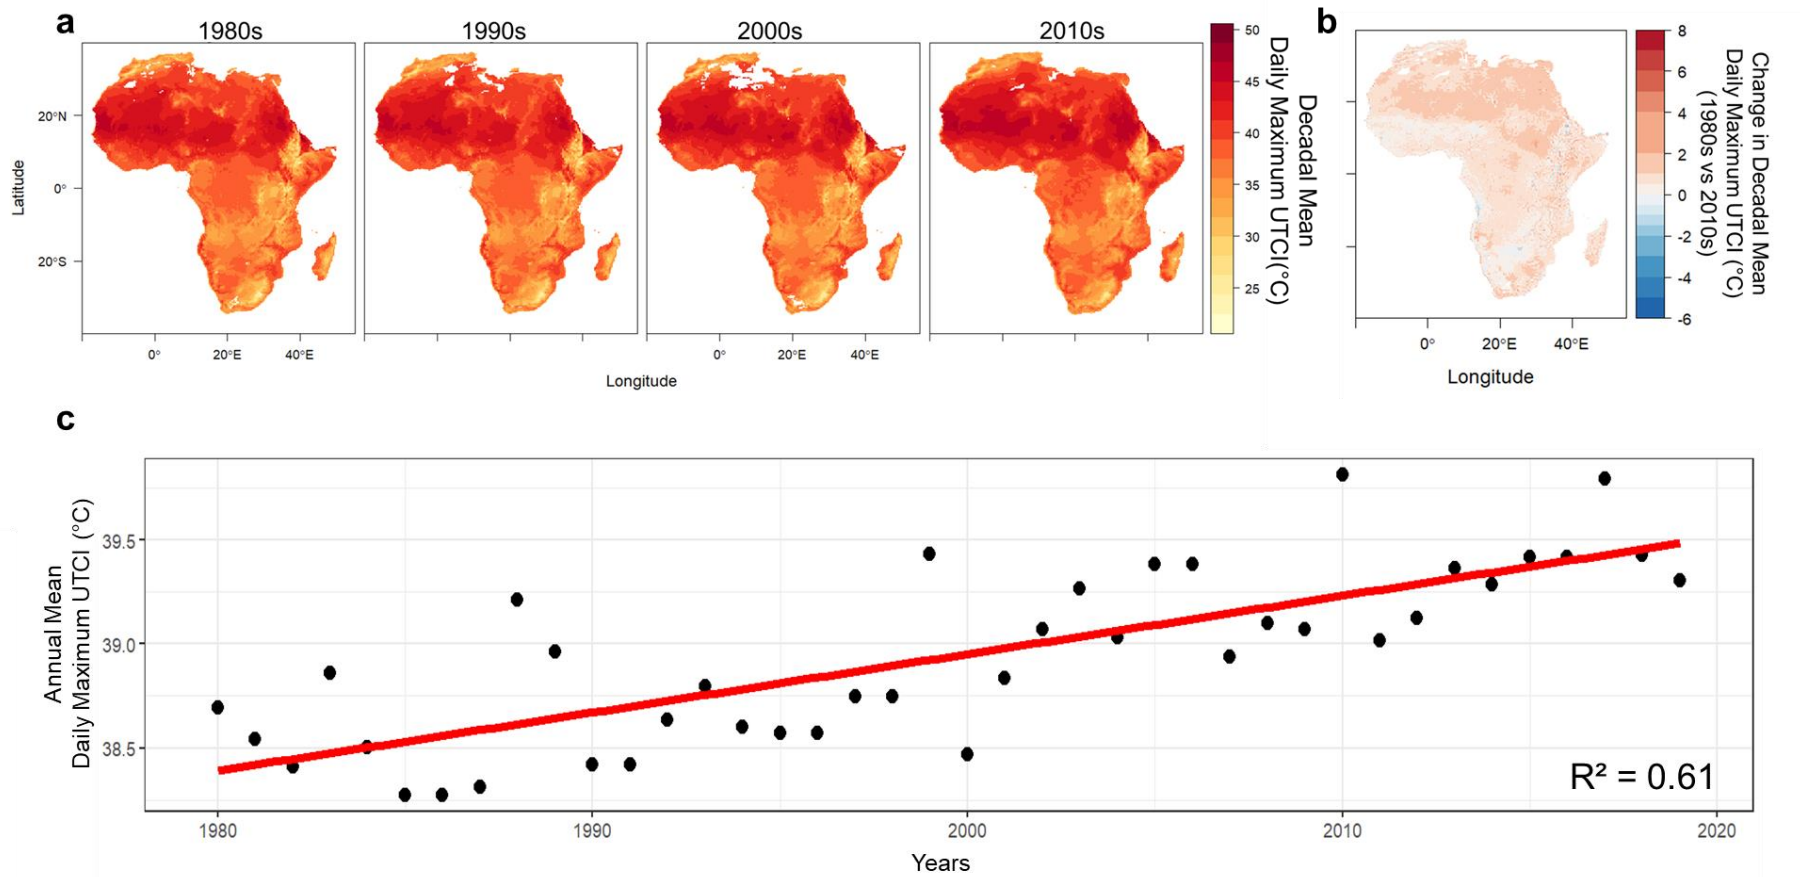 a
1980s
1990s
2000s
2010s
20°N
0°
20°S
Latitude
0°
20°E
40°E
0°
20°E
40°E
Longitude
50
45
40
35
30
25
Decadal Mean
Daily Maximum UTCI(°C)
b
0°
20°E
40°E
Longitude
8
6
4
2
0
-2
-4
-6
Change in Decadal Mean
Daily Maximum UTCI (°C)
(1980s vs 2010s)
c
Annual Mean
Daily Maximum UTCI (°C)
39.5
39.0
38.5
R² = 0.61
1980
1990
2000
2010
2020
Years